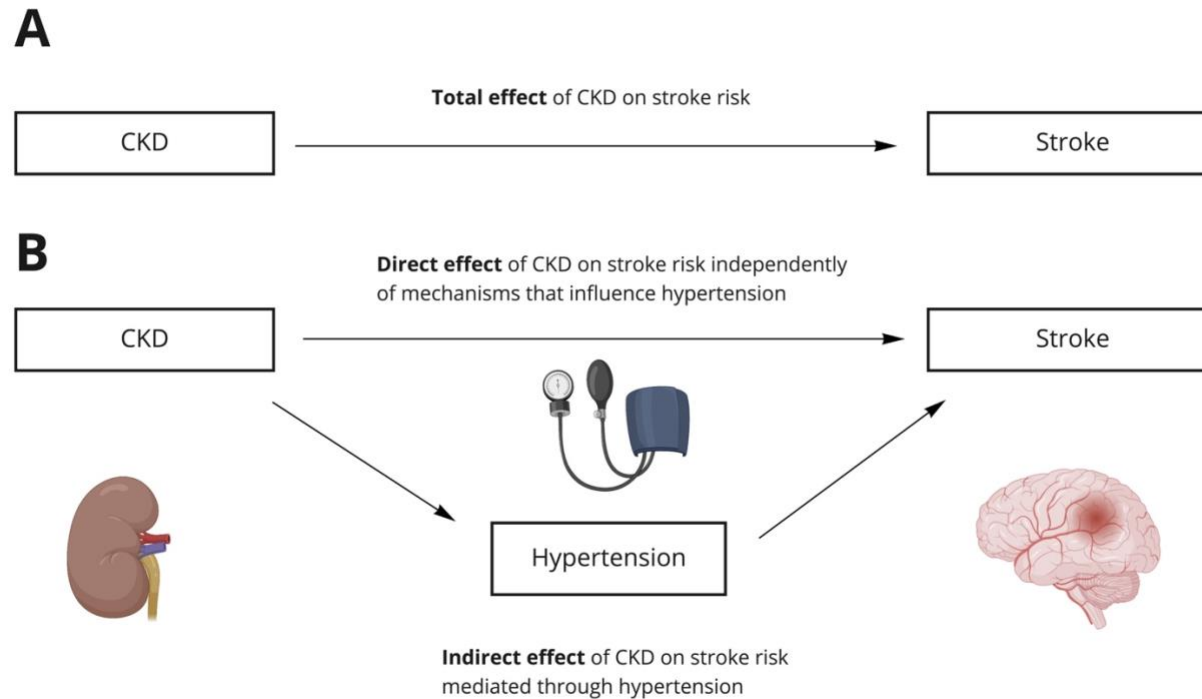 A
Total effect of CKD on stroke risk
CKD
Stroke
B
Direct effect of CKD on stroke risk independently
of mechanisms that influence hypertension
CKD
Stroke
Hypertension
Indirect effect of CKD on stroke risk
mediated through hypertension